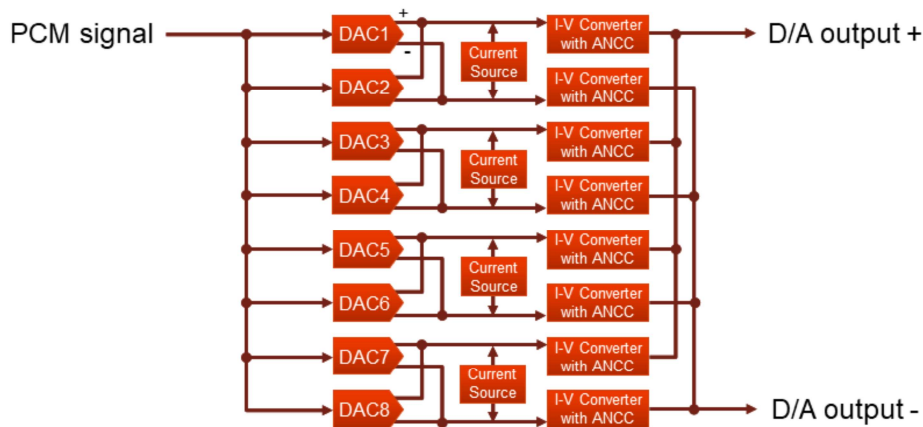 PCM signal
DAC1
+
-
Current
Source
I-V Converter
with ANCC
D/A output +
DAC2
I-V Converter
with ANCC
DAC3
Current
Source
I-V Converter
with ANCC
DAC4
I-V Converter
with ANCC
DAC5
Current
Source
I-V Converter
with ANCC
DAC6
I-V Converter
with ANCC
DAC7
Current
Source
I-V Converter
with ANCC
DAC8
I-V Converter
with ANCC
D/A output -